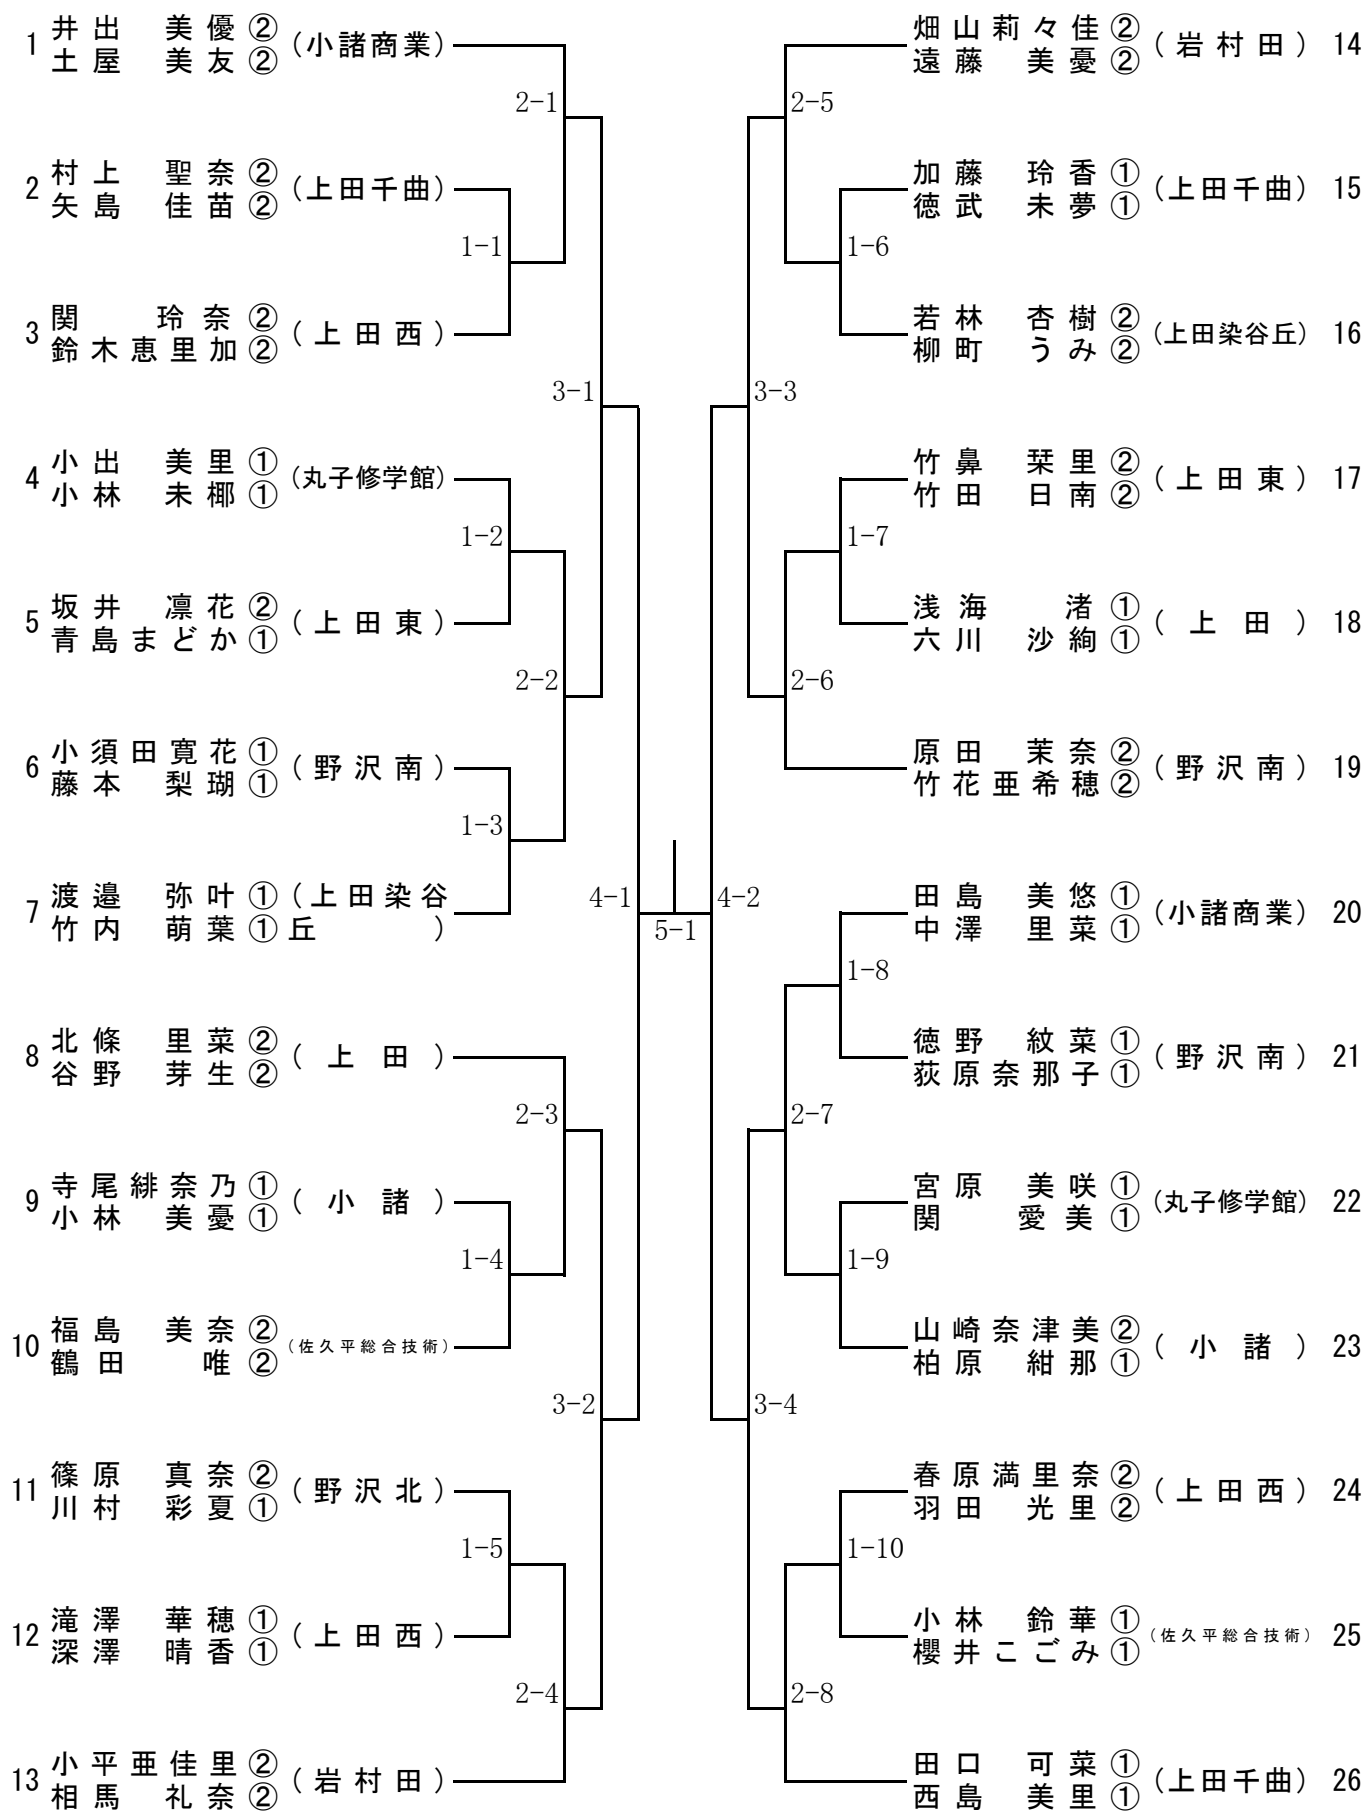 井出 美優 ②
1 (小諸商業)
土屋 美友 ②
2-1
村上 聖奈 ②
2 (上田千曲)
矢島 佳苗 ②
1-1
関 玲奈 ②
3 (上田西)
鈴木恵里加 ②
3-1
小出 美里 ①
4 (丸子修学館)
小林 未椰 ①
1-2
坂井 凛花 ②
5 (上田東)
青島まどか ①
2-2
小須田寛花 ①
6 (野沢南)
藤本 梨瑚 ①
1-3
渡邉 弥叶 ① (上田染谷
7
竹内 萌葉 ① 丘 )
4-1
5-1
北條 里菜 ②
8 (上田)
谷野 芽生 ②
2-3
寺尾緋奈乃 ①
9 (小諸)
小林 美憂 ①
1-4
福島 美奈 ②
10 (佐久平総合技術)
鶴田 唯 ②
3-2
篠原 真奈 ②
11 (野沢北)
川村 彩夏 ①
1-5
滝澤 華穂 ①
12 (上田西)
深澤 晴香 ①
2-4
小平亜佳里 ②
13 (岩村田)
相馬 礼奈 ②
畑山莉々佳 ②
(岩村田) 14
遠藤 美憂 ②
2-5
加藤 玲香 ①
(上田千曲) 15
徳武 未夢 ①
1-6
若林 杏樹 ②
(上田染谷丘) 16
柳町 うみ ②
3-3
竹鼻 栞里 ②
(上田東) 17
竹田 日南 ②
1-7
浅海 渚 ①
(上田) 18
六川 沙絢 ①
2-6
原田 茉奈 ②
(野沢南) 19
竹花亜希穂 ②
4-2
田島 美悠 ①
(小諸商業) 20
中澤 里菜 ①
1-8
徳野 紋菜 ①
(野沢南) 21
荻原奈那子 ①
2-7
宮原 美咲 ①
(丸子修学館) 22
関 愛美 ①
1-9
山崎奈津美 ②
(小諸) 23
柏原 紺那 ①
3-4
春原満里奈 ②
(上田西) 24
羽田 光里 ②
1-10
小林 鈴華 ①
(佐久平総合技術) 25
櫻井こごみ ①
2-8
田口 可菜 ①
(上田千曲) 26
西島 美里 ①